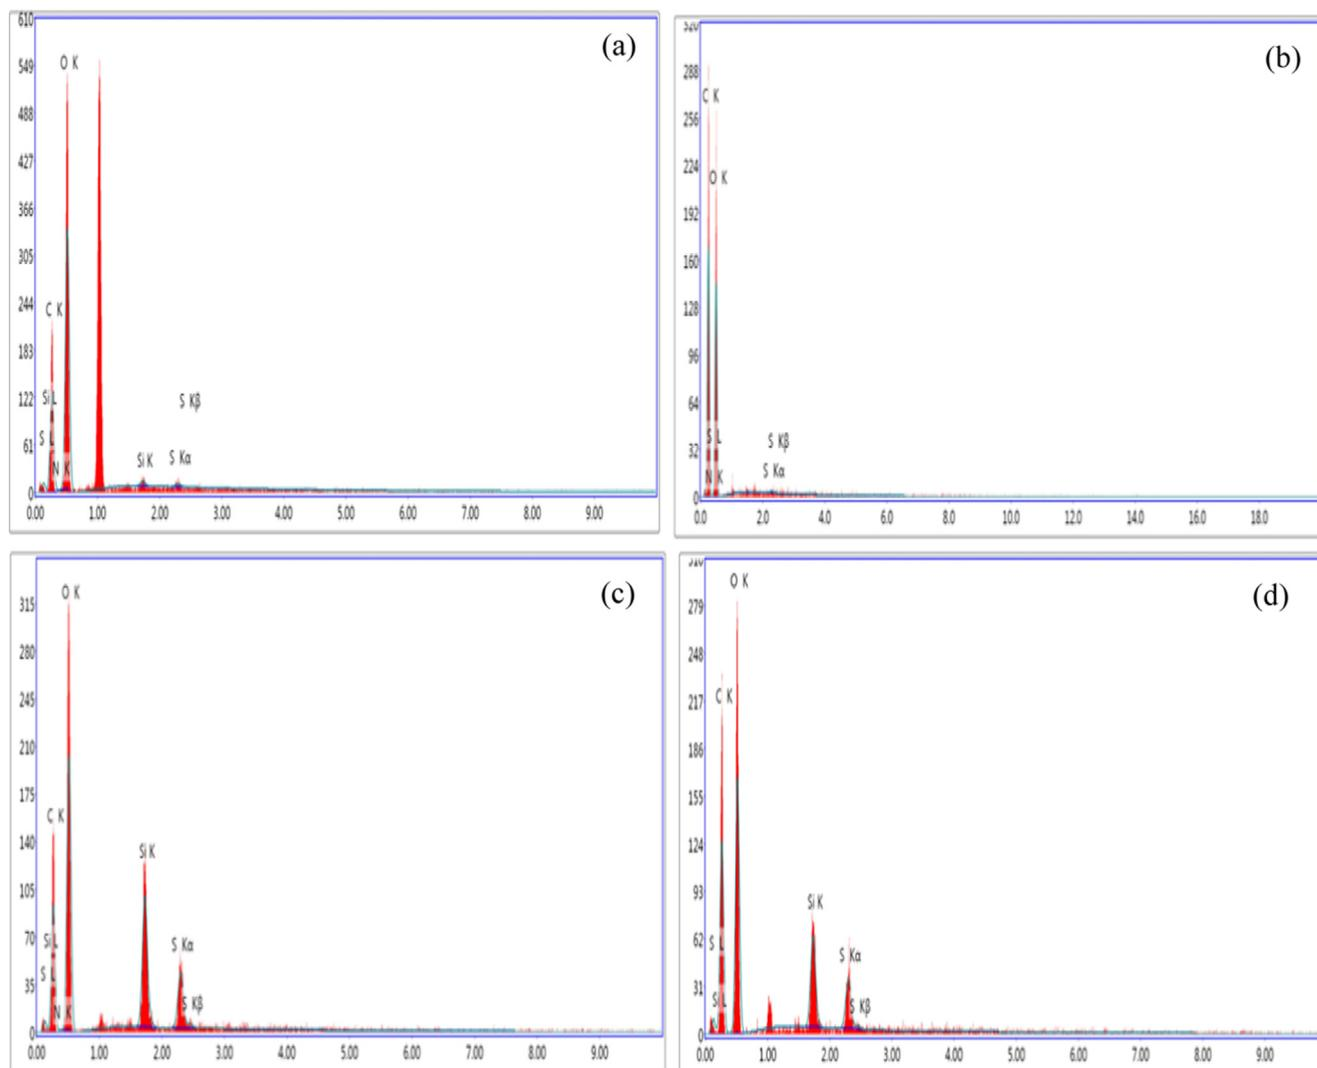 (a)
610
549
488
427
366
305
244
183
122
61
0
O K
C K
Si L
S L
N K
Si K
S Kα
S Kβ
0.00 1.00 2.00 3.00 4.00 5.00 6.00 7.00 8.00 9.00
(b)
320
288
256
224
192
160
128
96
64
32
0
C K
O K
S L
N K
S Kβ
S Kα
0.0 2.0 4.0 6.0 8.0 10.0 12.0 14.0 16.0 18.0
(c)
315
280
245
210
175
140
105
70
35
0
O K
C K
Si L
S L
N K
Si K
S Kα
S Kβ
0.00 1.00 2.00 3.00 4.00 5.00 6.00 7.00 8.00 9.00
(d)
310
279
248
217
186
155
124
93
62
31
0
O K
C K
S L
Si L
Si K
S Kα
S Kβ
0.00 1.00 2.00 3.00 4.00 5.00 6.00 7.00 8.00 9.00